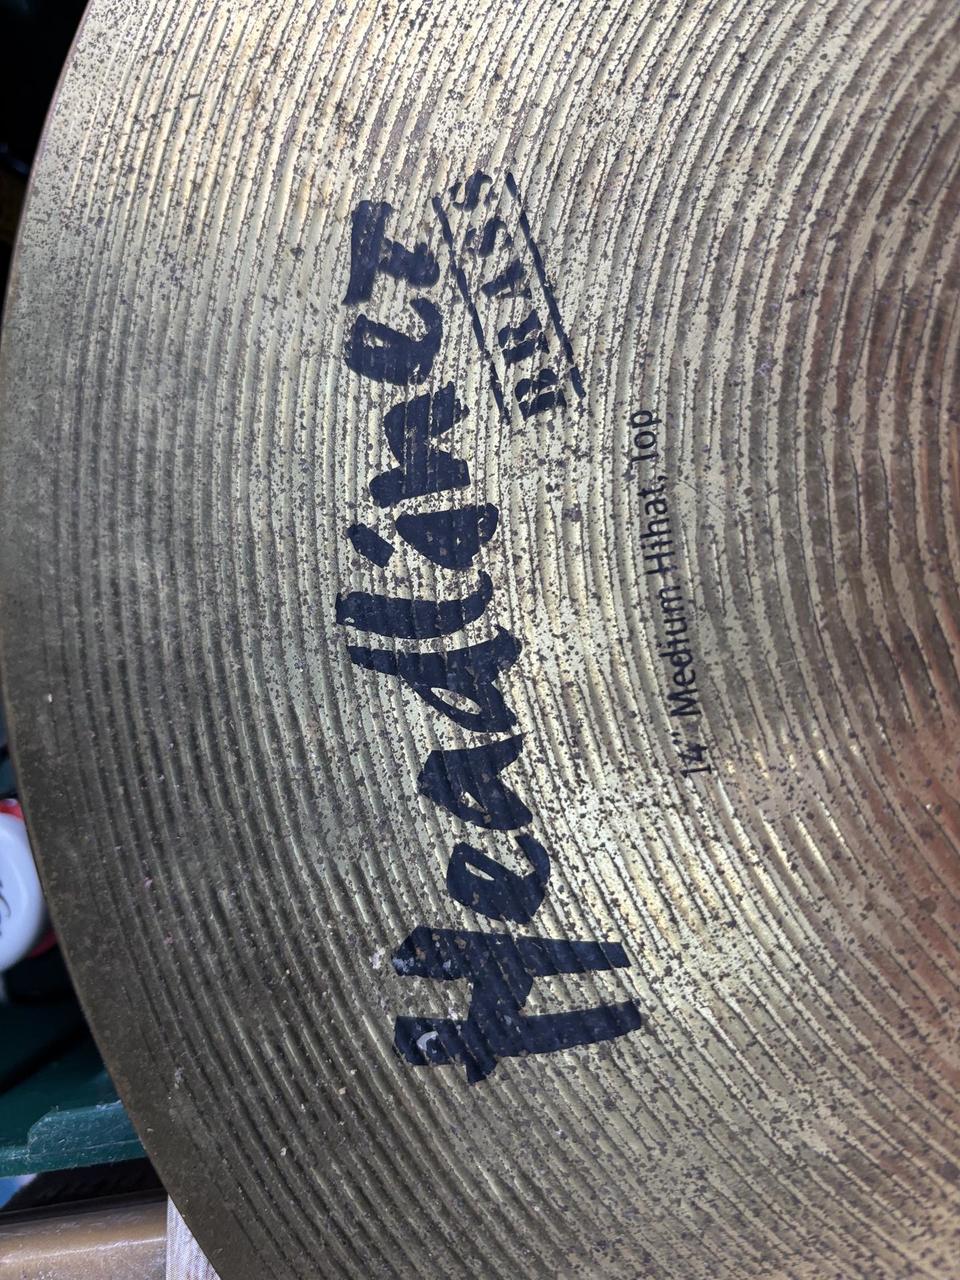 Headliner
BRASS
14" Medium Hihat, Top